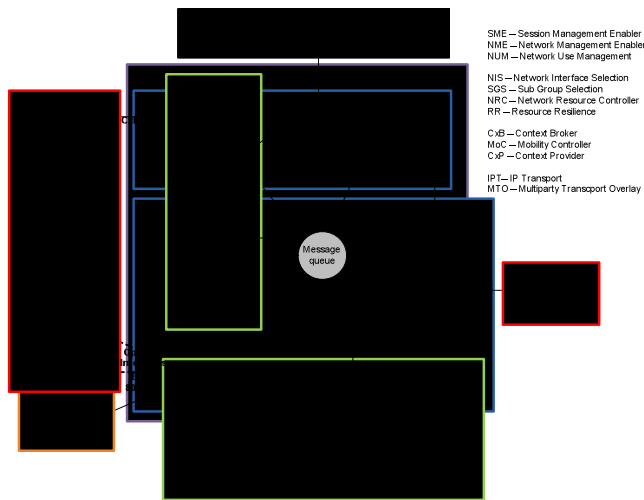 SME — Session Management Enabler
NME — Network Management Enabler
NUM — Network Use Management
NIS — Network Interface Selection
SGS — Sub Group Selection
NRC — Network Resource Controller
RR — Resource Resilience
CxB — Context Broker
MoC — Mobility Controller
CxP — Context Provider
IPT — IP Transport
MTO — Multiparty Transcport Overlay
Message
queue